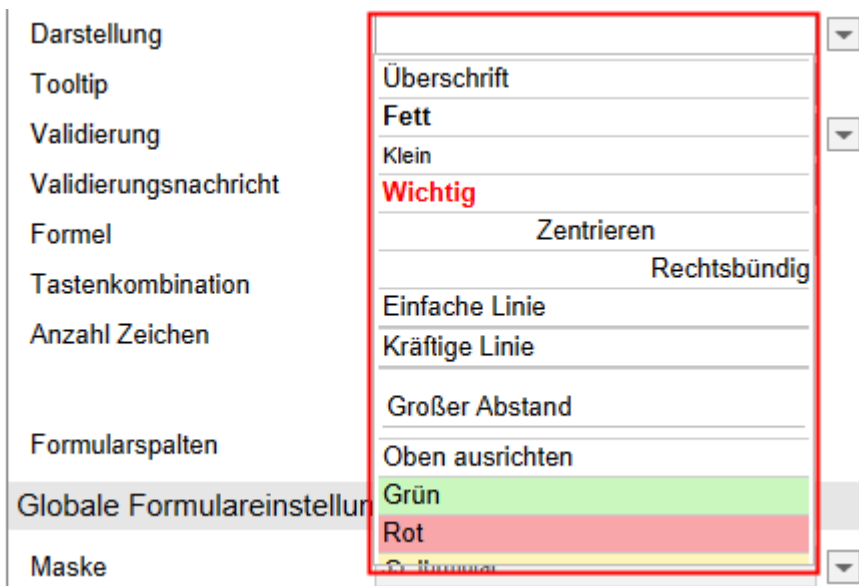 Darstellung
Tooltip
Validierung
Validierungsnachricht
Formel
Tastenkombination
Anzahl Zeichen
Formularspalten
Globale Formulareinstellun
Maske
Überschrift
Fett
Klein
Wichtig
Zentrieren
Rechtsbündig
Einfache Linie
Kräftige Linie
Großer Abstand
Oben ausrichten
Grün
Rot